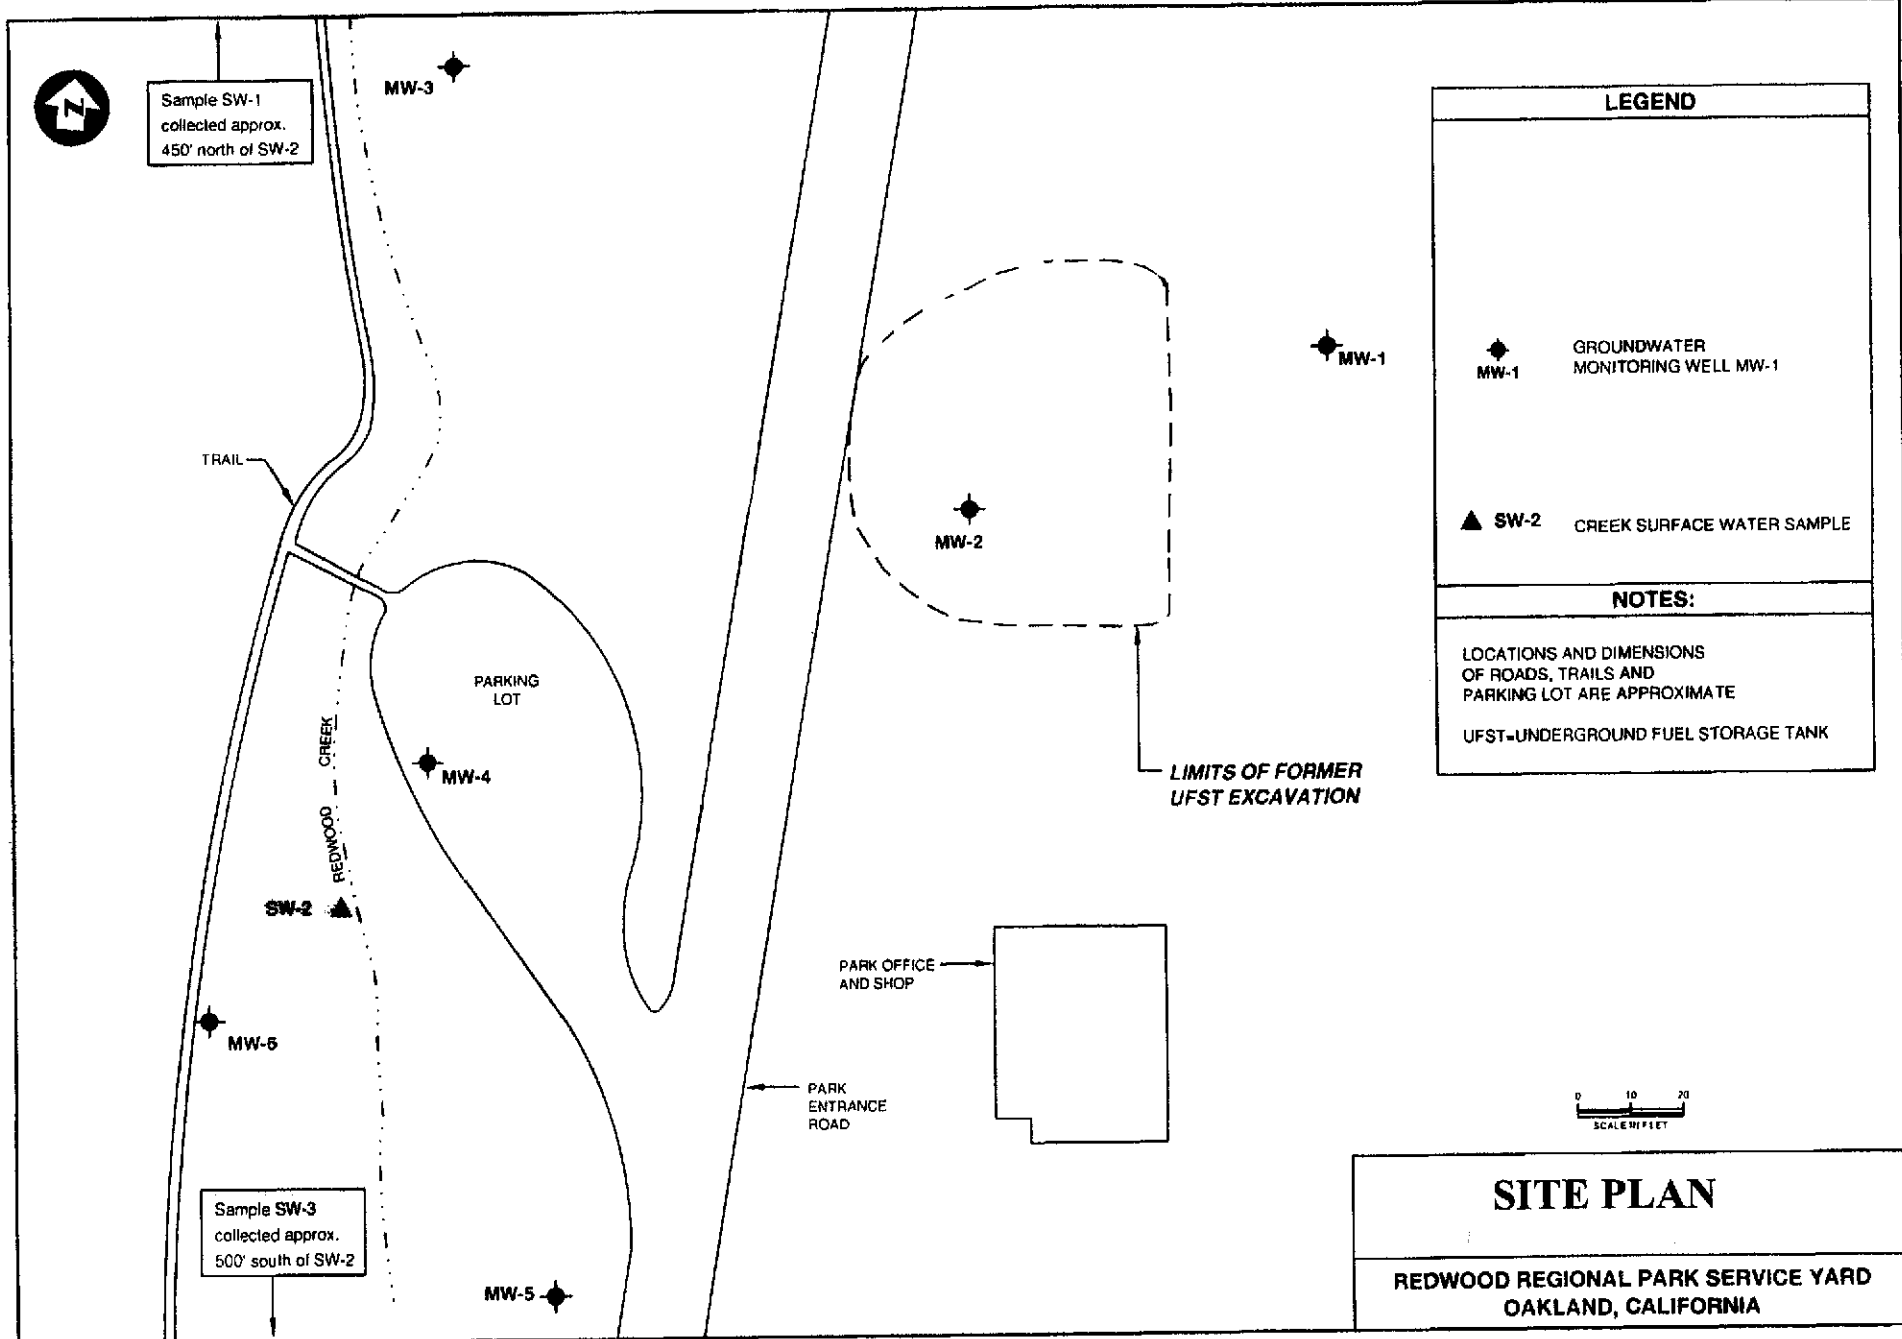 N
Sample SW-1
collected approx.
450' north of SW-2
MW-3
LEGEND
MW-1
GROUNDWATER
MONITORING WELL MW-1
MW-1
TRAIL
MW-2
SW-2 CREEK SURFACE WATER SAMPLE
NOTES:
LOCATIONS AND DIMENSIONS
OF ROADS, TRAILS AND
PARKING LOT ARE APPROXIMATE
UFST=UNDERGROUND FUEL STORAGE TANK
PARKING
LOT
REDWOOD CREEK
MW-4
LIMITS OF FORMER
UFST EXCAVATION
SW-2
PARK OFFICE
AND SHOP
MW-6
PARK
ENTRANCE
ROAD
0 10 20
SCALE IN FEET
Sample SW-3
collected approx.
500' south of SW-2
MW-5
SITE PLAN
REDWOOD REGIONAL PARK SERVICE YARD
OAKLAND, CALIFORNIA